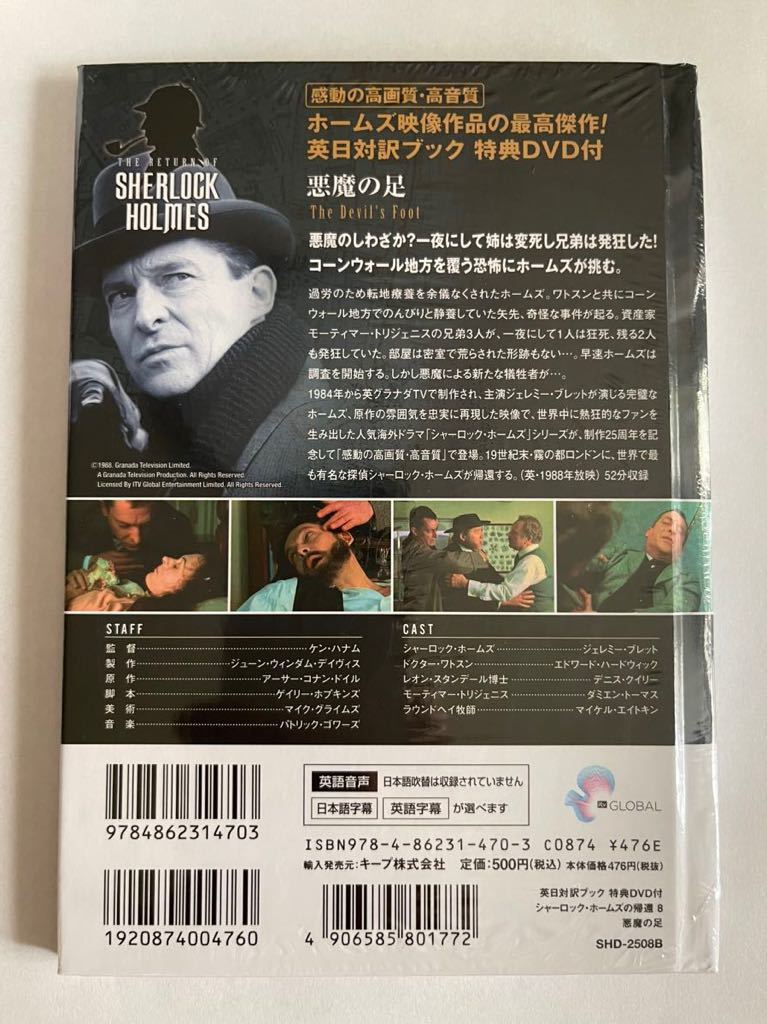 感動の高画質・高音質
ホームズ映像作品の最高傑作!
英日対訳ブック 特典DVD付
THE RETURN OF
SHERLOCK
HOLMES
悪魔の足
The Devil's Foot
悪魔のしわざか?一夜にして姉は変死し兄弟は発狂した!
コーンウォール地方を覆う恐怖にホームズが挑む。
過労のため転地療養を余儀なくされたホームズ。ワトスンと共にコーン
ウォール地方でのんびりと静養していた矢先、奇怪な事件が起る。資産家
モーティマー・トリジェニスの兄弟3人が、一夜にして1人は狂死、残る2人
も発狂していた。部屋は密室で荒らされた形跡もない…。早速ホームズは
調査を開始する。しかし悪魔による新たな犠牲者が…。
1984年から英グラナダTVで制作され、主演ジェレミー・ブレットが演じる完璧な
ホームズ、原作の雰囲気を忠実に再現した映像で、世界中に熱狂的なファンを
生み出した人気海外ドラマ「シャーロック・ホームズ」シリーズが、制作25周年を記
念して「感動の高画質・高音質」で登場。19世紀末・霧の都ロンドンに、世界で最
も有名な探偵シャーロック・ホームズが帰還する。(英・1988年放映) 52分収録
©1988. Granada Television Limited.
A Granada Television Production. All Rights Reserved.
Licensed By ITV Global Entertainment Limited. All Rights Reserved.
STAFF
監督 ケン・ハナム
製作 ジューン・ウィンダム・デイヴィス
原作 アーサー・コナン・ドイル
脚本 ゲイリー・ホプキンズ
美術 マイク・グライムズ
音楽 パトリック・ゴワーズ
CAST
シャーロック・ホームズ ジェレミー・ブレット
ドクター・ワトスン エドワード・ハードウィック
レオン・スタンデール博士 デニス・クイリー
モーティマー・トリジェニス ダミエン・トーマス
ラウンドヘイ牧師 マイケル・エイトキン
9784862314703
英語音声 日本語吹替は収録されていません
日本語字幕 英語字幕 が選べます
itv GLOBAL
ISBN978-4-86231-470-3 C0874 ¥476E
輸入発売元:キープ株式会社 定価:500円(税込) 本体価格476円(税抜)
1920874004760
4 906585 801772
英日対訳ブック 特典DVD付
シャーロック・ホームズの帰還 8
悪魔の足
SHD-2508B